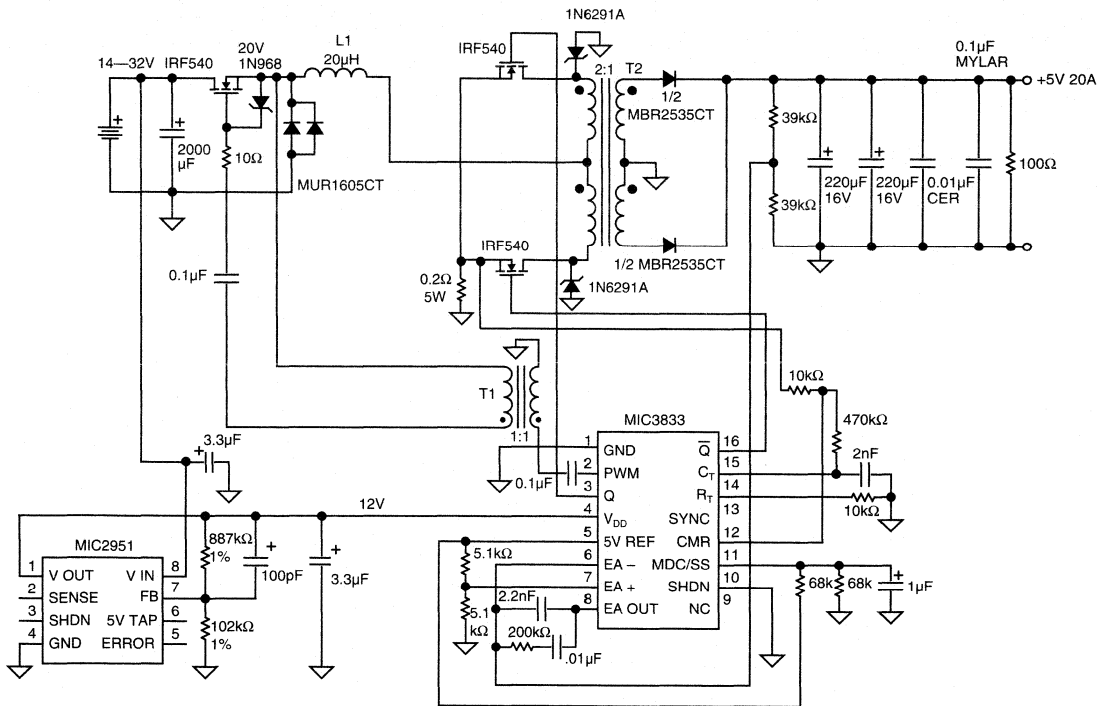 1N6291A
14—32V
IRF540
20V
1N968
L1
20µH
IRF540
2:1
T2
0.1µF
MYLAR
+5V 20A
1/2
MBR2535CT
+
+
2000
µF
10Ω
MUR1605CT
39kΩ
39kΩ
+
220µF
16V
+
220µF
16V
0.01µF
CER
100Ω
IRF540
1/2 MBR2535CT
0.1µF
0.2Ω
5W
1N6291A
T1
1:1
10kΩ
470kΩ
2nF
10kΩ
MIC3833
+
3.3µF
0.1µF
1 GND
2 PWM
3 Q
4 VDD
5 5V REF
6 EA –
7 EA +
8 EA OUT
Q 16
CT 15
RT 14
SYNC 13
CMR 12
MDC/SS 11
SHDN 10
NC 9
12V
MIC2951
1 V OUT
2 SENSE
3 SHDN
4 GND
V IN 8
FB 7
5V TAP 6
ERROR 5
887kΩ
1%
+
100pF
+
3.3µF
102kΩ
1%
5.1kΩ
5.1
kΩ
2.2nF
200kΩ
.01µF
68k
68k
+
1µF